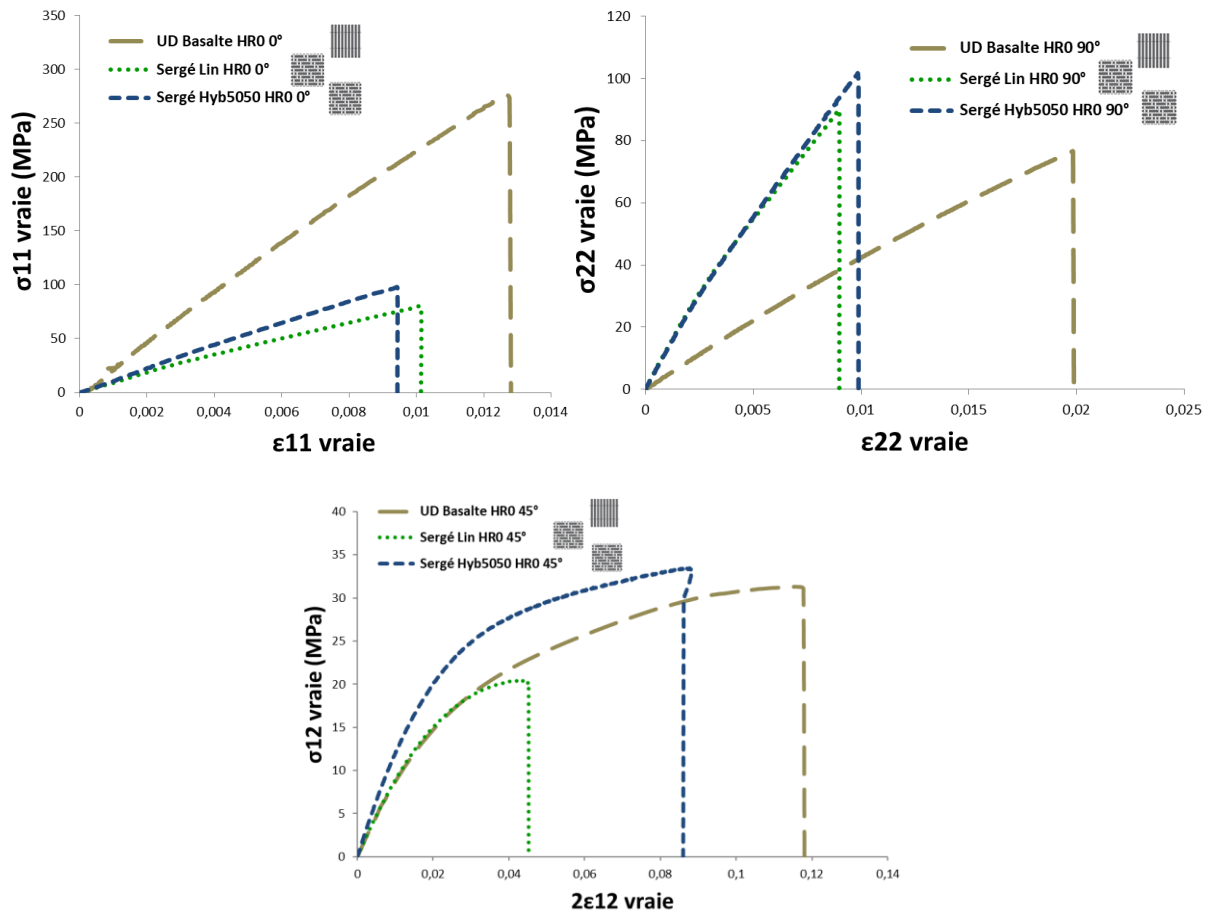 350
300
250
200
150
100
50
0
σ11 vraie (MPa)
UD Basalte HR0 0°
Sergé Lin HR0 0°
Sergé Hyb5050 HR0 0°
0 0,002 0,004 0,006 0,008 0,01 0,012 0,014
ε11 vraie
120
100
80
60
40
20
0
σ22 vraie (MPa)
UD Basalte HR0 90°
Sergé Lin HR0 90°
Sergé Hyb5050 HR0 90°
0 0,005 0,01 0,015 0,02 0,025
ε22 vraie
40
35
30
25
20
15
10
5
0
σ12 vraie (MPa)
UD Basalte HR0 45°
Sergé Lin HR0 45°
Sergé Hyb5050 HR0 45°
0 0,02 0,04 0,06 0,08 0,1 0,12 0,14
2ε12 vraie